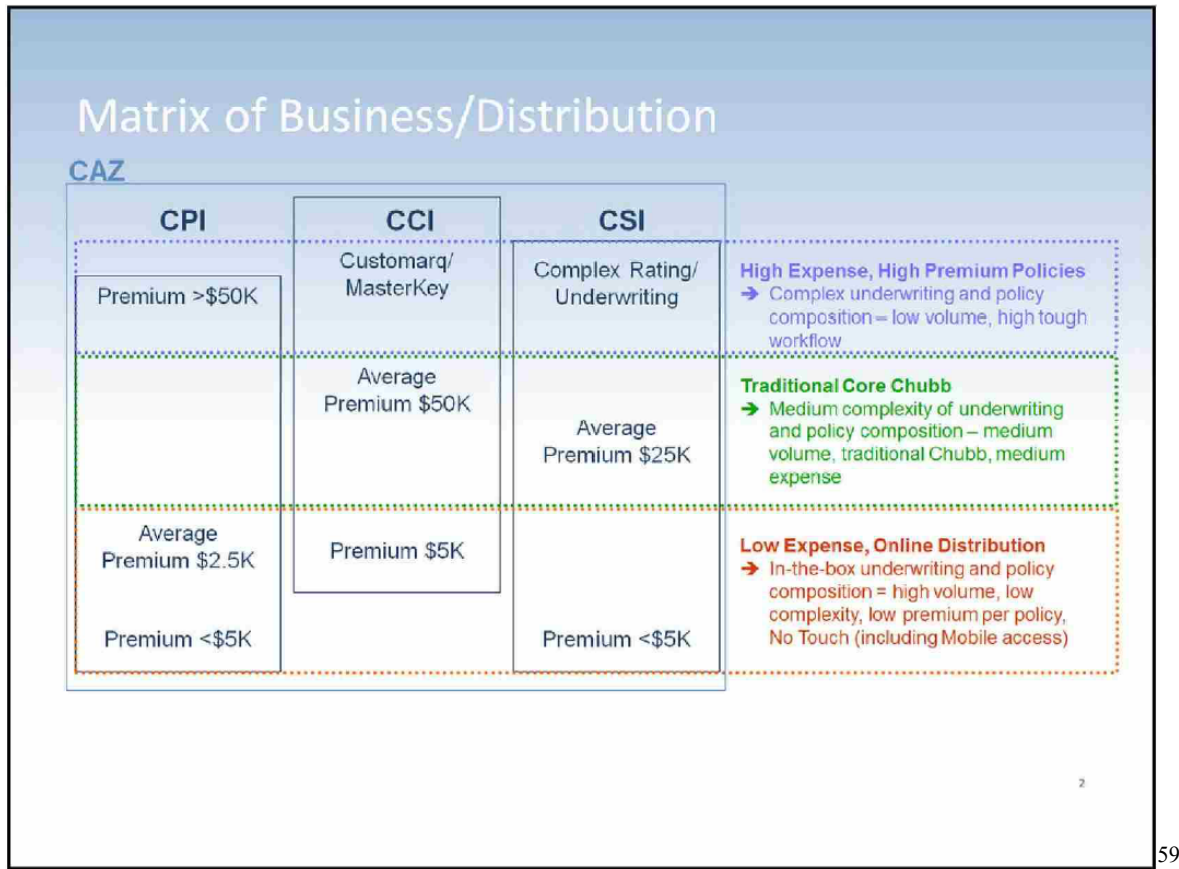 Matrix of Business/Distribution
CAZ
CPI
CCI
CSI
Premium >$50K
Customarq/
MasterKey
Complex Rating/
Underwriting
High Expense, High Premium Policies
➔ Complex underwriting and policy
composition – low volume, high tough
workflow
Average
Premium $50K
Average
Premium $25K
Traditional Core Chubb
➔ Medium complexity of underwriting
and policy composition – medium
volume, traditional Chubb, medium
expense
Average
Premium $2.5K
Premium $5K
Premium <$5K
Premium <$5K
Low Expense, Online Distribution
➔ In-the-box underwriting and policy
composition = high volume, low
complexity, low premium per policy,
No Touch (including Mobile access)
2
59